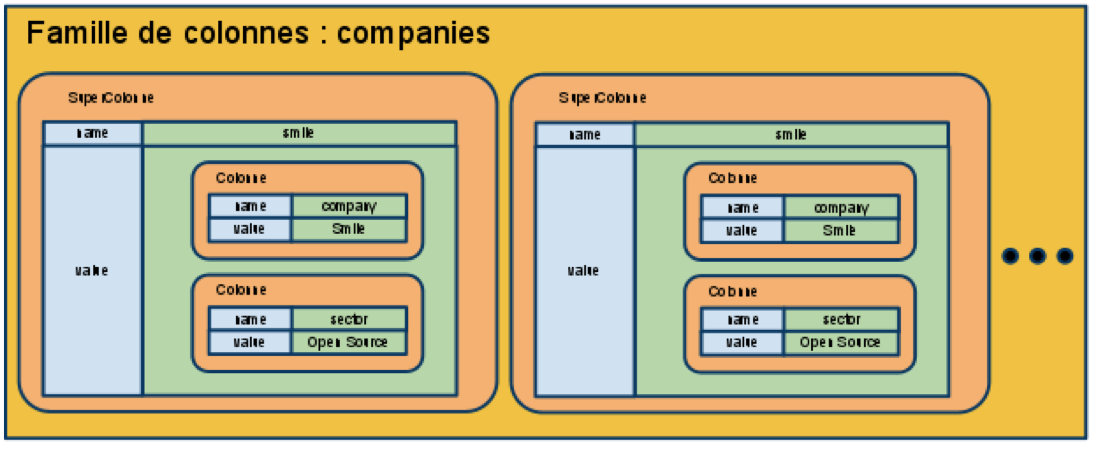 Famille de colonnes : companies
SuperColonne
name smile
value
Colonne
name company
value Smile
Colonne
name sector
value Open Source
SuperColonne
name smile
value
Colonne
name company
value Smile
Colonne
name sector
value Open Source